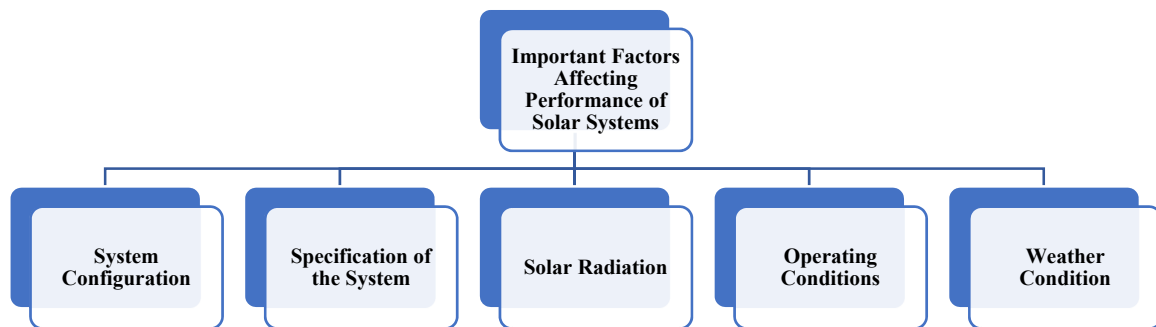 Important Factors
Affecting
Performance of
Solar Systems
System
Configuration
Specification of
the System
Solar Radiation
Operating
Conditions
Weather
Condition